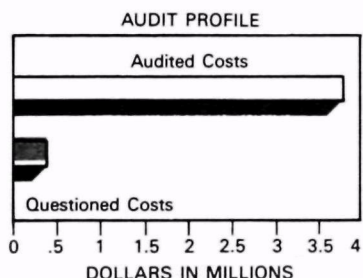 AUDIT PROFILE
Audited Costs
Questioned Costs
0 .5 1 1.5 2 2.5 3 3.5 4
DOLLARS IN MILLIONS